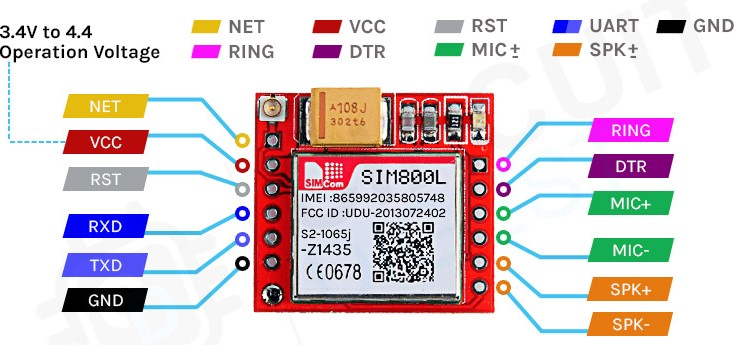 3.4V to 4.4
Operation Voltage
NET VCC RST UART GND
RING DTR MIC± SPK±
NET
VCC
RST
RXD
TXD
GND
A108J
302t6
SIMCom
SIM800L
IMEI :865992035805748
FCC ID :UDU-2013072402
S2-1065j
-Z1435
CE0678
RING
DTR
MIC+
MIC-
SPK+
SPK-